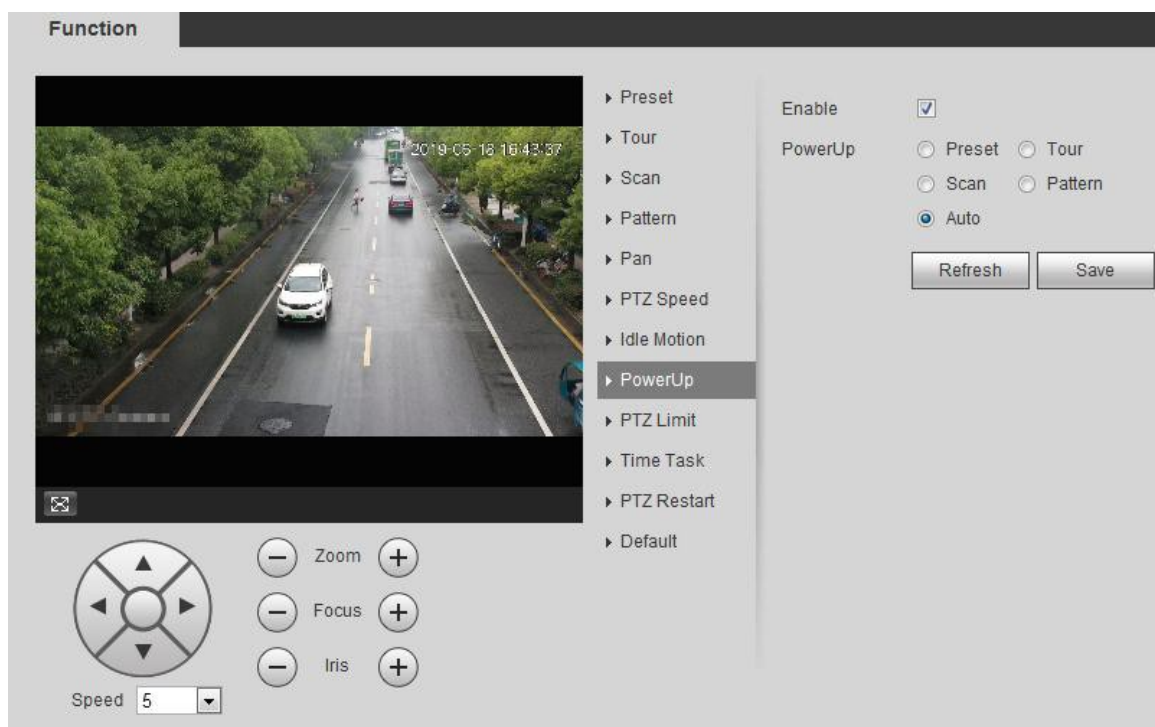 Function
2019-05-18 16:43:37
Preset
Tour
Scan
Pattern
Pan
PTZ Speed
Idle Motion
PowerUp
PTZ Limit
Time Task
PTZ Restart
Default
Enable
PowerUp
Preset Tour
Scan Pattern
Auto
Refresh Save
Zoom
Focus
Iris
Speed 5